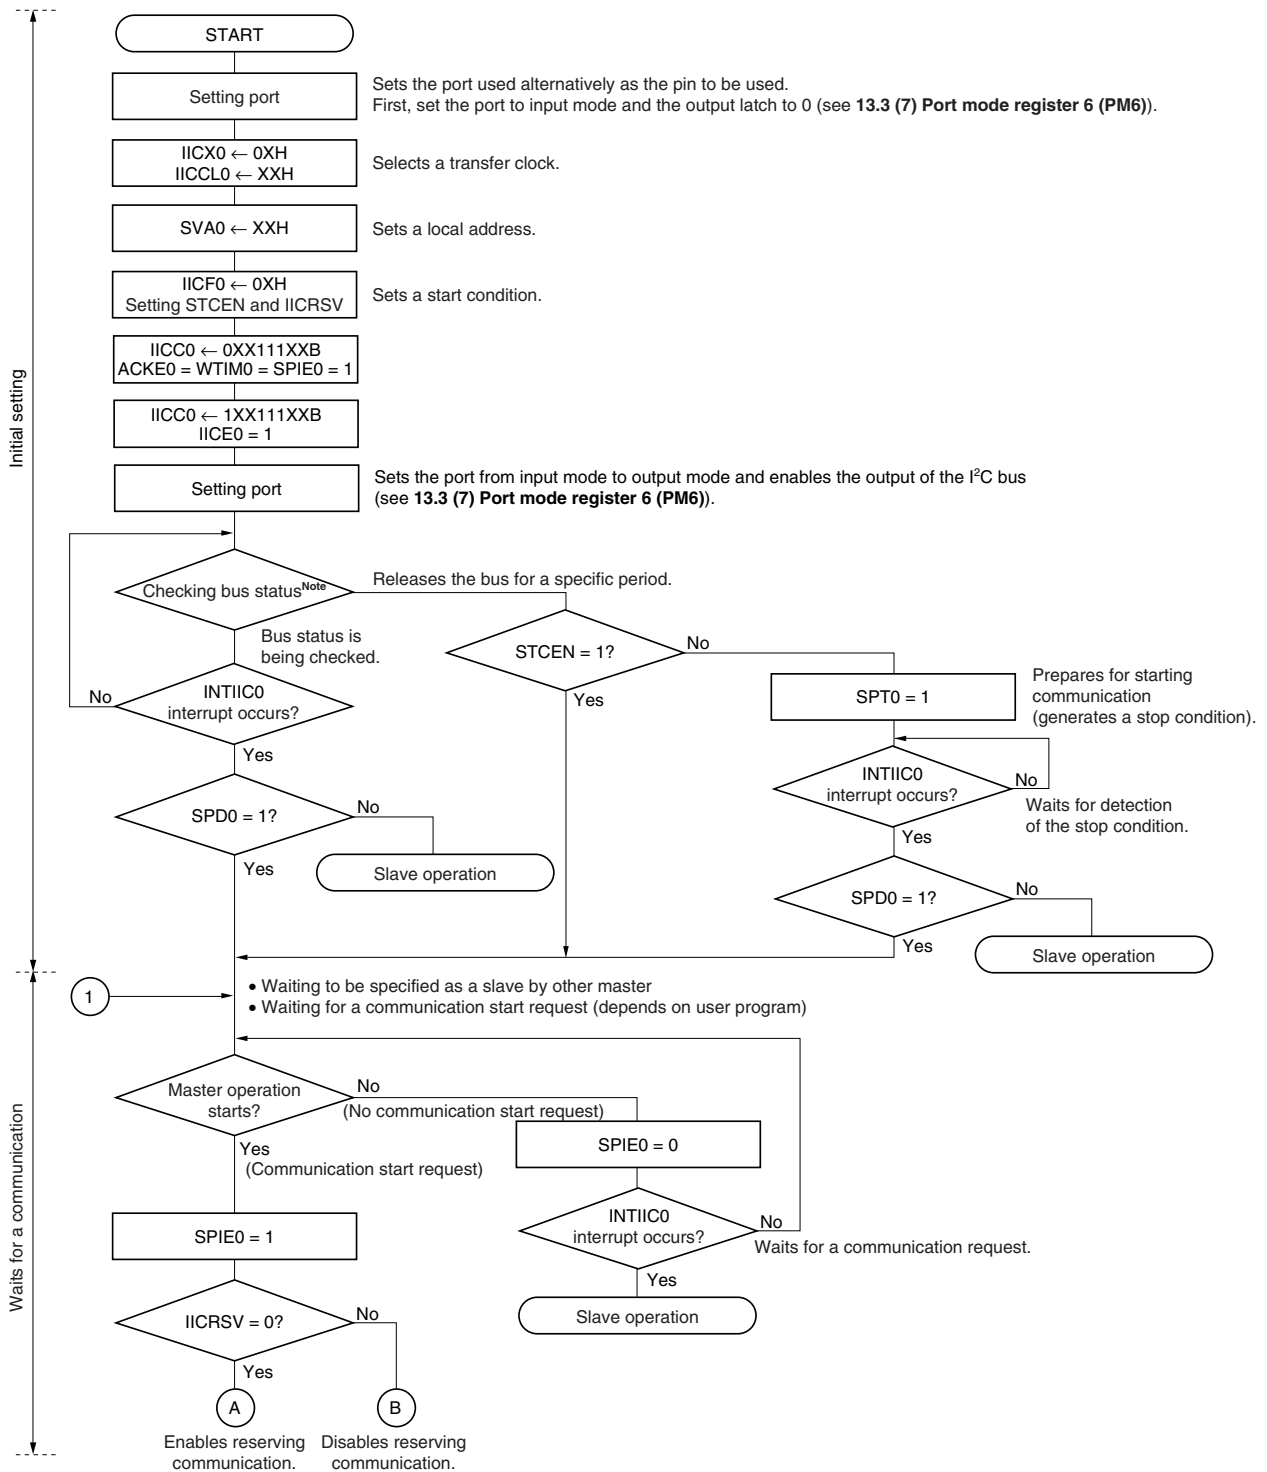 START
Setting port
Sets the port used alternatively as the pin to be used.
First, set the port to input mode and the output latch to 0 (see 13.3 (7) Port mode register 6 (PM6)).
IICX0 ← 0XH
IICCL0 ← XXH
Selects a transfer clock.
SVA0 ← XXH
Sets a local address.
IICF0 ← 0XH
Setting STCEN and IICRSV
Sets a start condition.
IICC0 ← 0XX111XXB
ACKE0 = WTIM0 = SPIE0 = 1
IICC0 ← 1XX111XXB
IICE0 = 1
Initial setting
Setting port
Sets the port from input mode to output mode and enables the output of the I²C bus
(see 13.3 (7) Port mode register 6 (PM6)).
Checking bus status^Note
Releases the bus for a specific period.
Bus status is
being checked.
STCEN = 1?
No
Yes
SPT0 = 1
Prepares for starting
communication
(generates a stop condition).
INTIIC0
interrupt occurs?
No
Yes
INTIIC0
interrupt occurs?
No
Waits for detection
of the stop condition.
Yes
SPD0 = 1?
No
Yes
Slave operation
SPD0 = 1?
No
Yes
Slave operation
1
• Waiting to be specified as a slave by other master
• Waiting for a communication start request (depends on user program)
Waits for a communication
Master operation
starts?
No
(No communication start request)
Yes
(Communication start request)
SPIE0 = 0
INTIIC0
interrupt occurs?
No
Waits for a communication request.
Yes
Slave operation
SPIE0 = 1
IICRSV = 0?
No
Yes
A
B
Enables reserving
communication.
Disables reserving
communication.